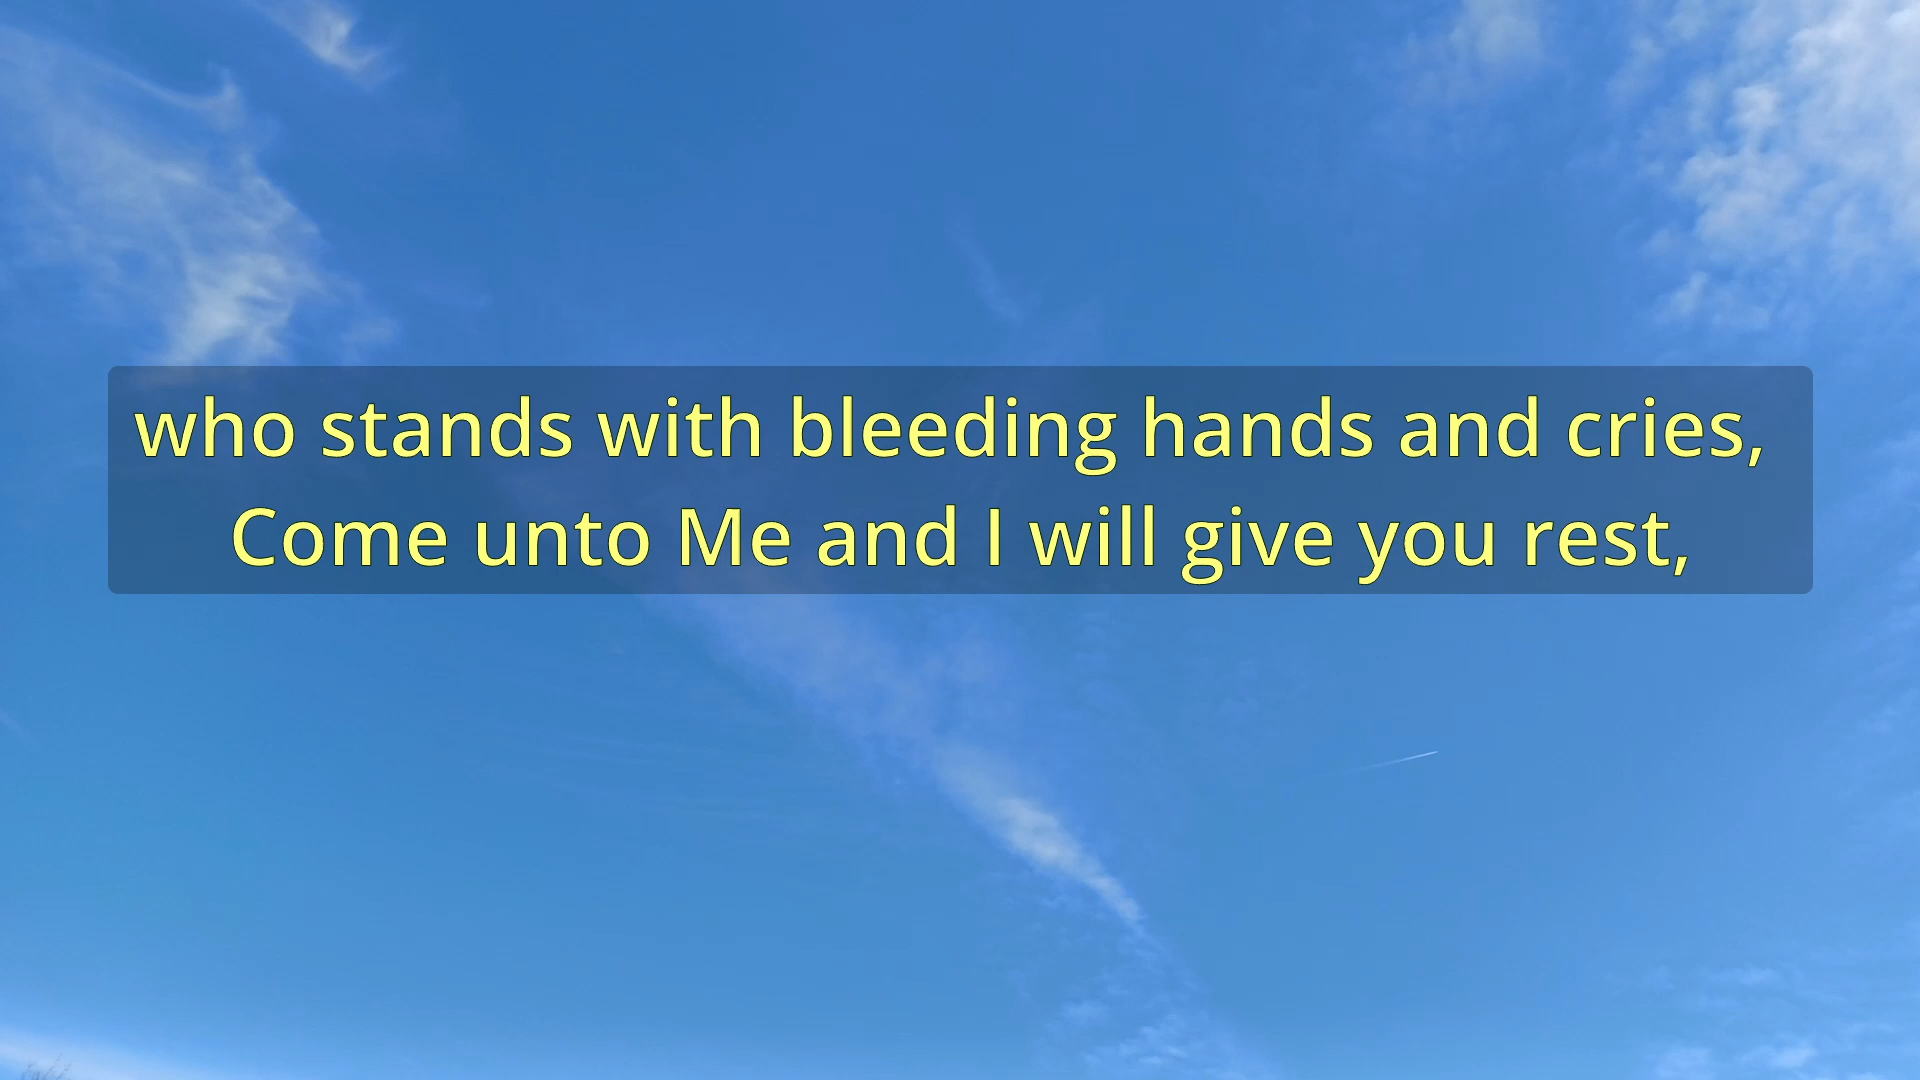 who stands with bleeding hands and cries,
Come unto Me and I will give you rest,